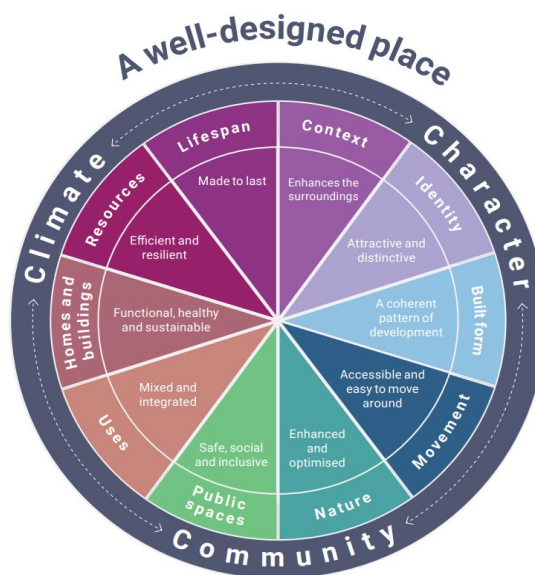 A well-designed place
Climate
Character
Community
Context
Enhances the
surroundings
Identity
Attractive and
distinctive
Built form
A coherent
pattern of
development
Movement
Accessible and
easy to move
around
Nature
Enhanced
and
optimised
Public
spaces
Safe, social
and inclusive
Uses
Mixed and
integrated
Homes and
buildings
Functional, healthy
and sustainable
Resources
Efficient and
resilient
Lifespan
Made to last